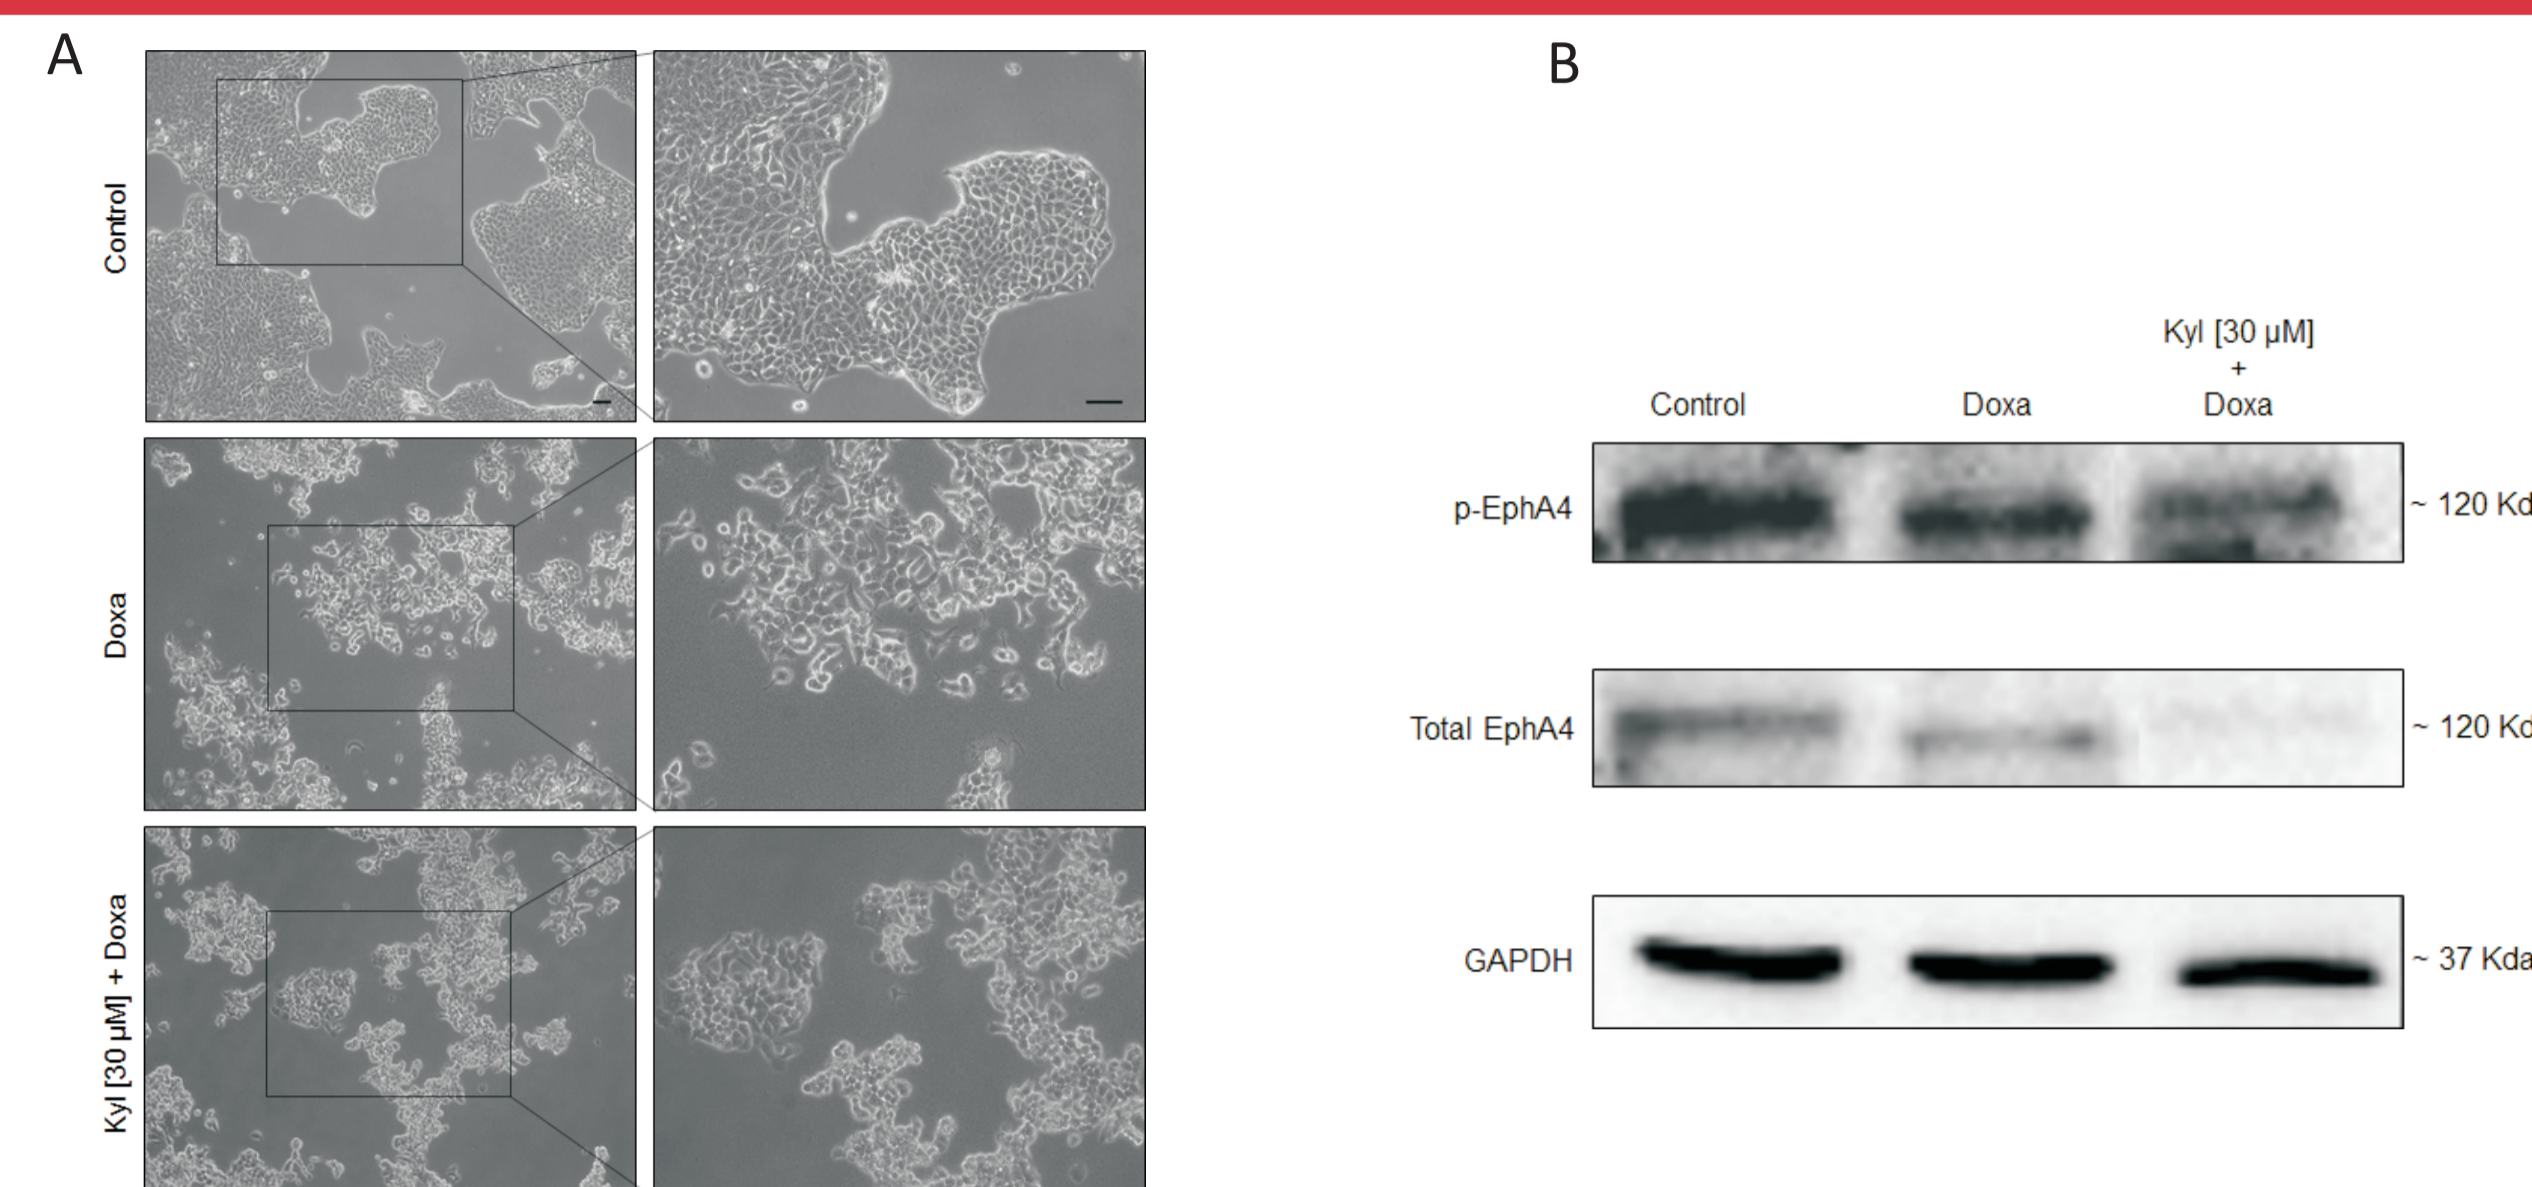 A
B
Control
Doxa
Kyl [30 µM] + Doxa
Kyl [30 µM]
+
Control
Doxa
Doxa
p-EphA4
~ 120 Kd
Total EphA4
~ 120 Kd
GAPDH
~ 37 Kda